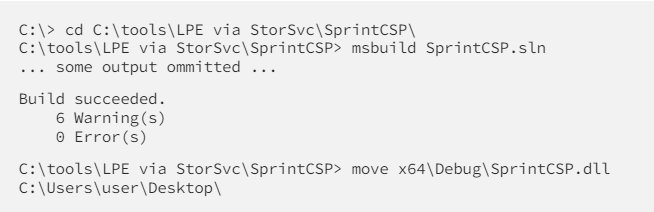 C:\> cd C:\tools\LPE via StorSvc\SprintCSP\
C:\tools\LPE via StorSvc\SprintCSP> msbuild SprintCSP.sln
... some output ommitted ...
Build succeeded.
6 Warning(s)
0 Error(s)
C:\tools\LPE via StorSvc\SprintCSP> move x64\Debug\SprintCSP.dll
C:\Users\user\Desktop\